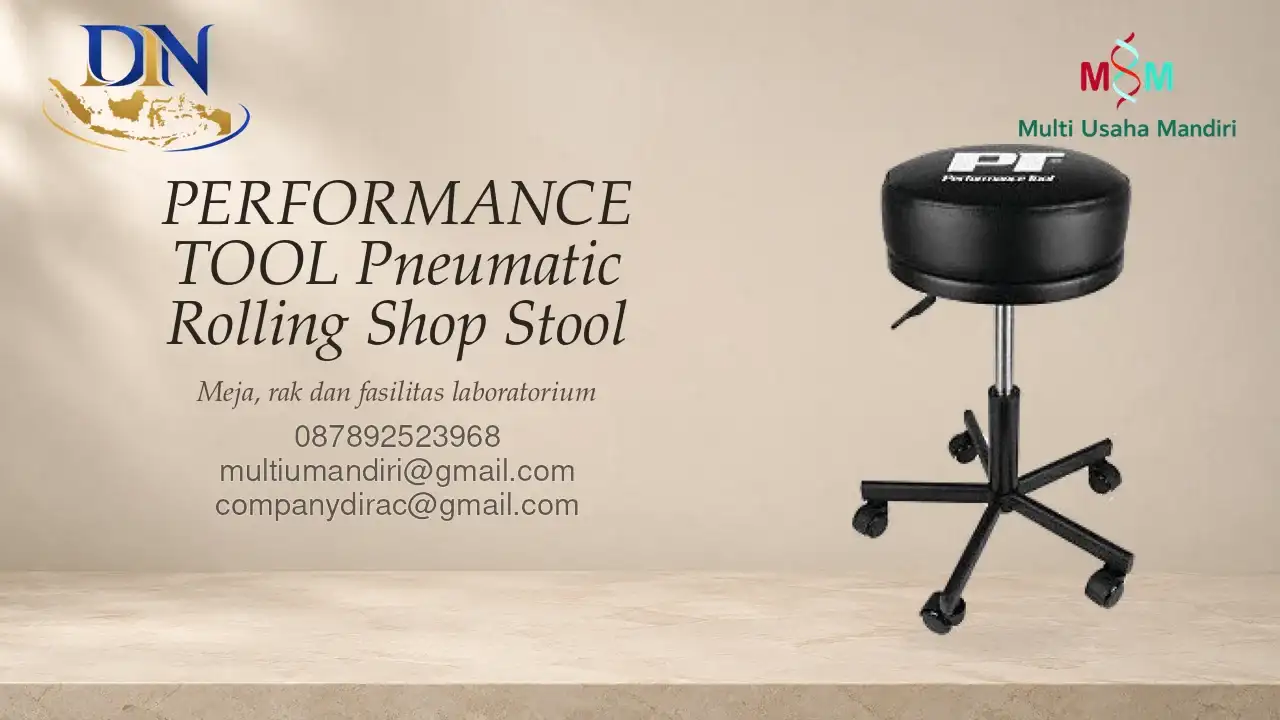 DIN
MSM
Multi Usaha Mandiri
PT
Performance Tool
PERFORMANCE
TOOL Pneumatic
Rolling Shop Stool
Meja, rak dan fasilitas laboratorium
087892523968
multiumandiri@gmail.com
companydirac@gmail.com